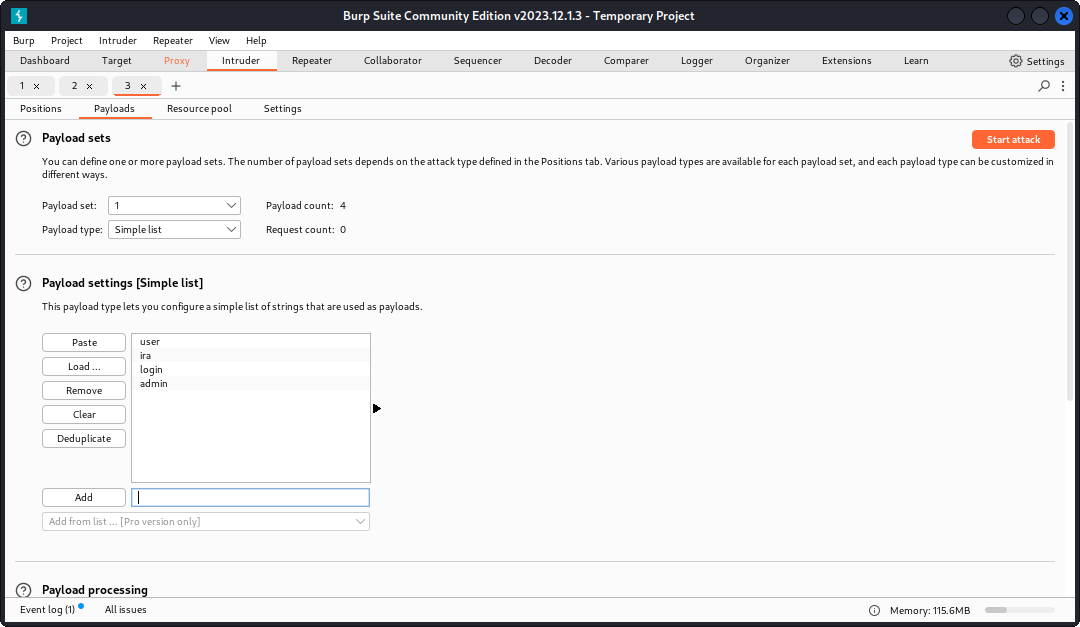 Burp Suite Community Edition v2023.12.1.3 - Temporary Project
Burp Project Intruder Repeater View Help
Dashboard Target Proxy Intruder Repeater Collaborator Sequencer Decoder Comparer Logger Organizer Extensions Learn Settings
1 × 2 × 3 × +
Positions Payloads Resource pool Settings
? Payload sets Start attack
You can define one or more payload sets. The number of payload sets depends on the attack type defined in the Positions tab. Various payload types are available for each payload set, and each payload type can be customized in
different ways.
Payload set: 1 Payload count: 4
Payload type: Simple list Request count: 0
? Payload settings [Simple list]
This payload type lets you configure a simple list of strings that are used as payloads.
Paste
Load ...
Remove
Clear
Deduplicate
user
ira
login
admin
Add
Add from list ... [Pro version only]
? Payload processing
Event log (1) All issues Memory: 115.6MB